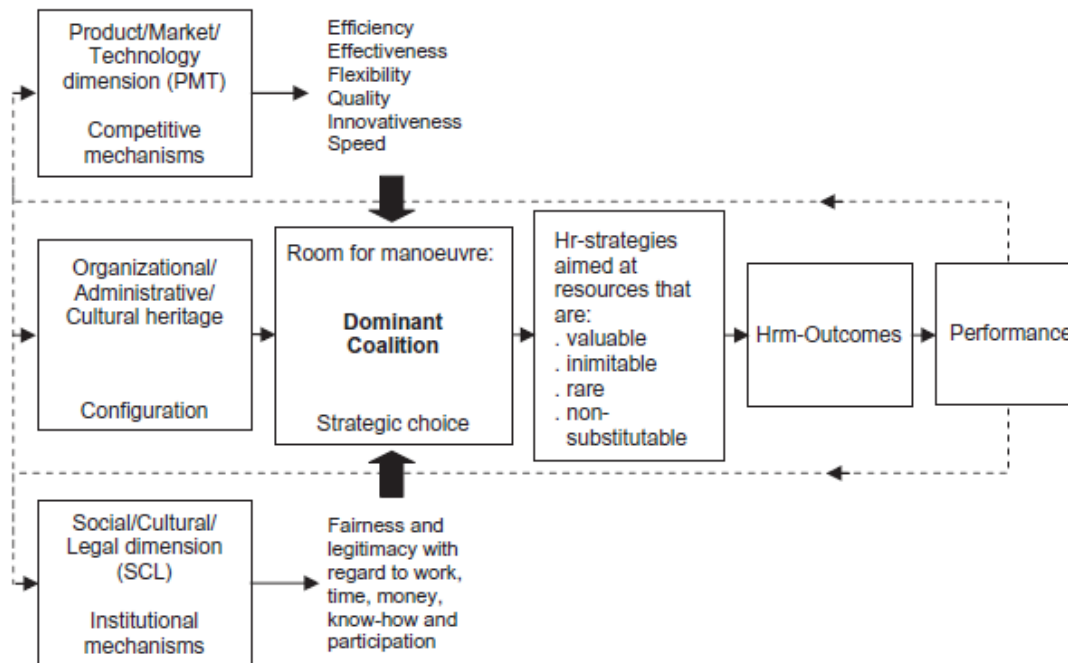 Product/Market/
Technology
dimension (PMT)
Competitive
mechanisms
Efficiency
Effectiveness
Flexibility
Quality
Innovativeness
Speed
Organizational/
Administrative/
Cultural heritage
Configuration
Room for manoeuvre:
Dominant
Coalition
Strategic choice
Hr-strategies
aimed at
resources that
are:
. valuable
. inimitable
. rare
. non-
substitutable
Hrm-Outcomes
Performance
Social/Cultural/
Legal dimension
(SCL)
Institutional
mechanisms
Fairness and
legitimacy with
regard to work,
time, money,
know-how and
participation